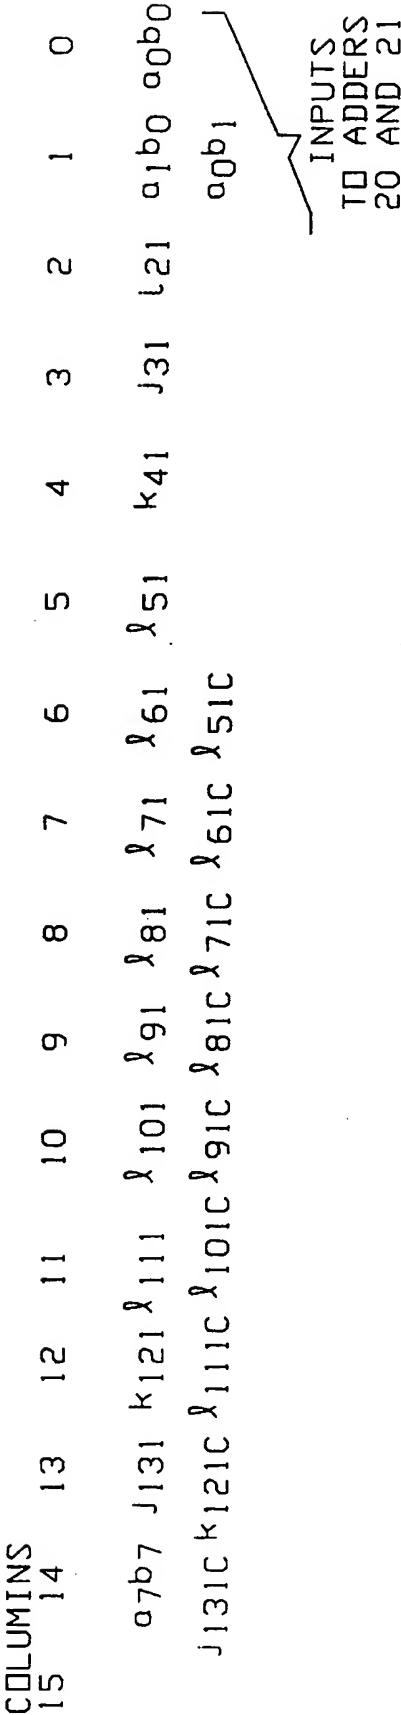 COLUMINS
15 14 13 12 11 10 9 8 7 6 5 4 3 2 1 0
a7b7 j131 k121 ℓ111 ℓ101 ℓ91 ℓ81 ℓ71 ℓ61 ℓ51 k41 j31 i21 a1b0 a0b0
j131C k121C ℓ111C ℓ101C ℓ91C ℓ81C ℓ71C ℓ61C ℓ51C a0b1
INPUTS
TO ADDERS
20 AND 21